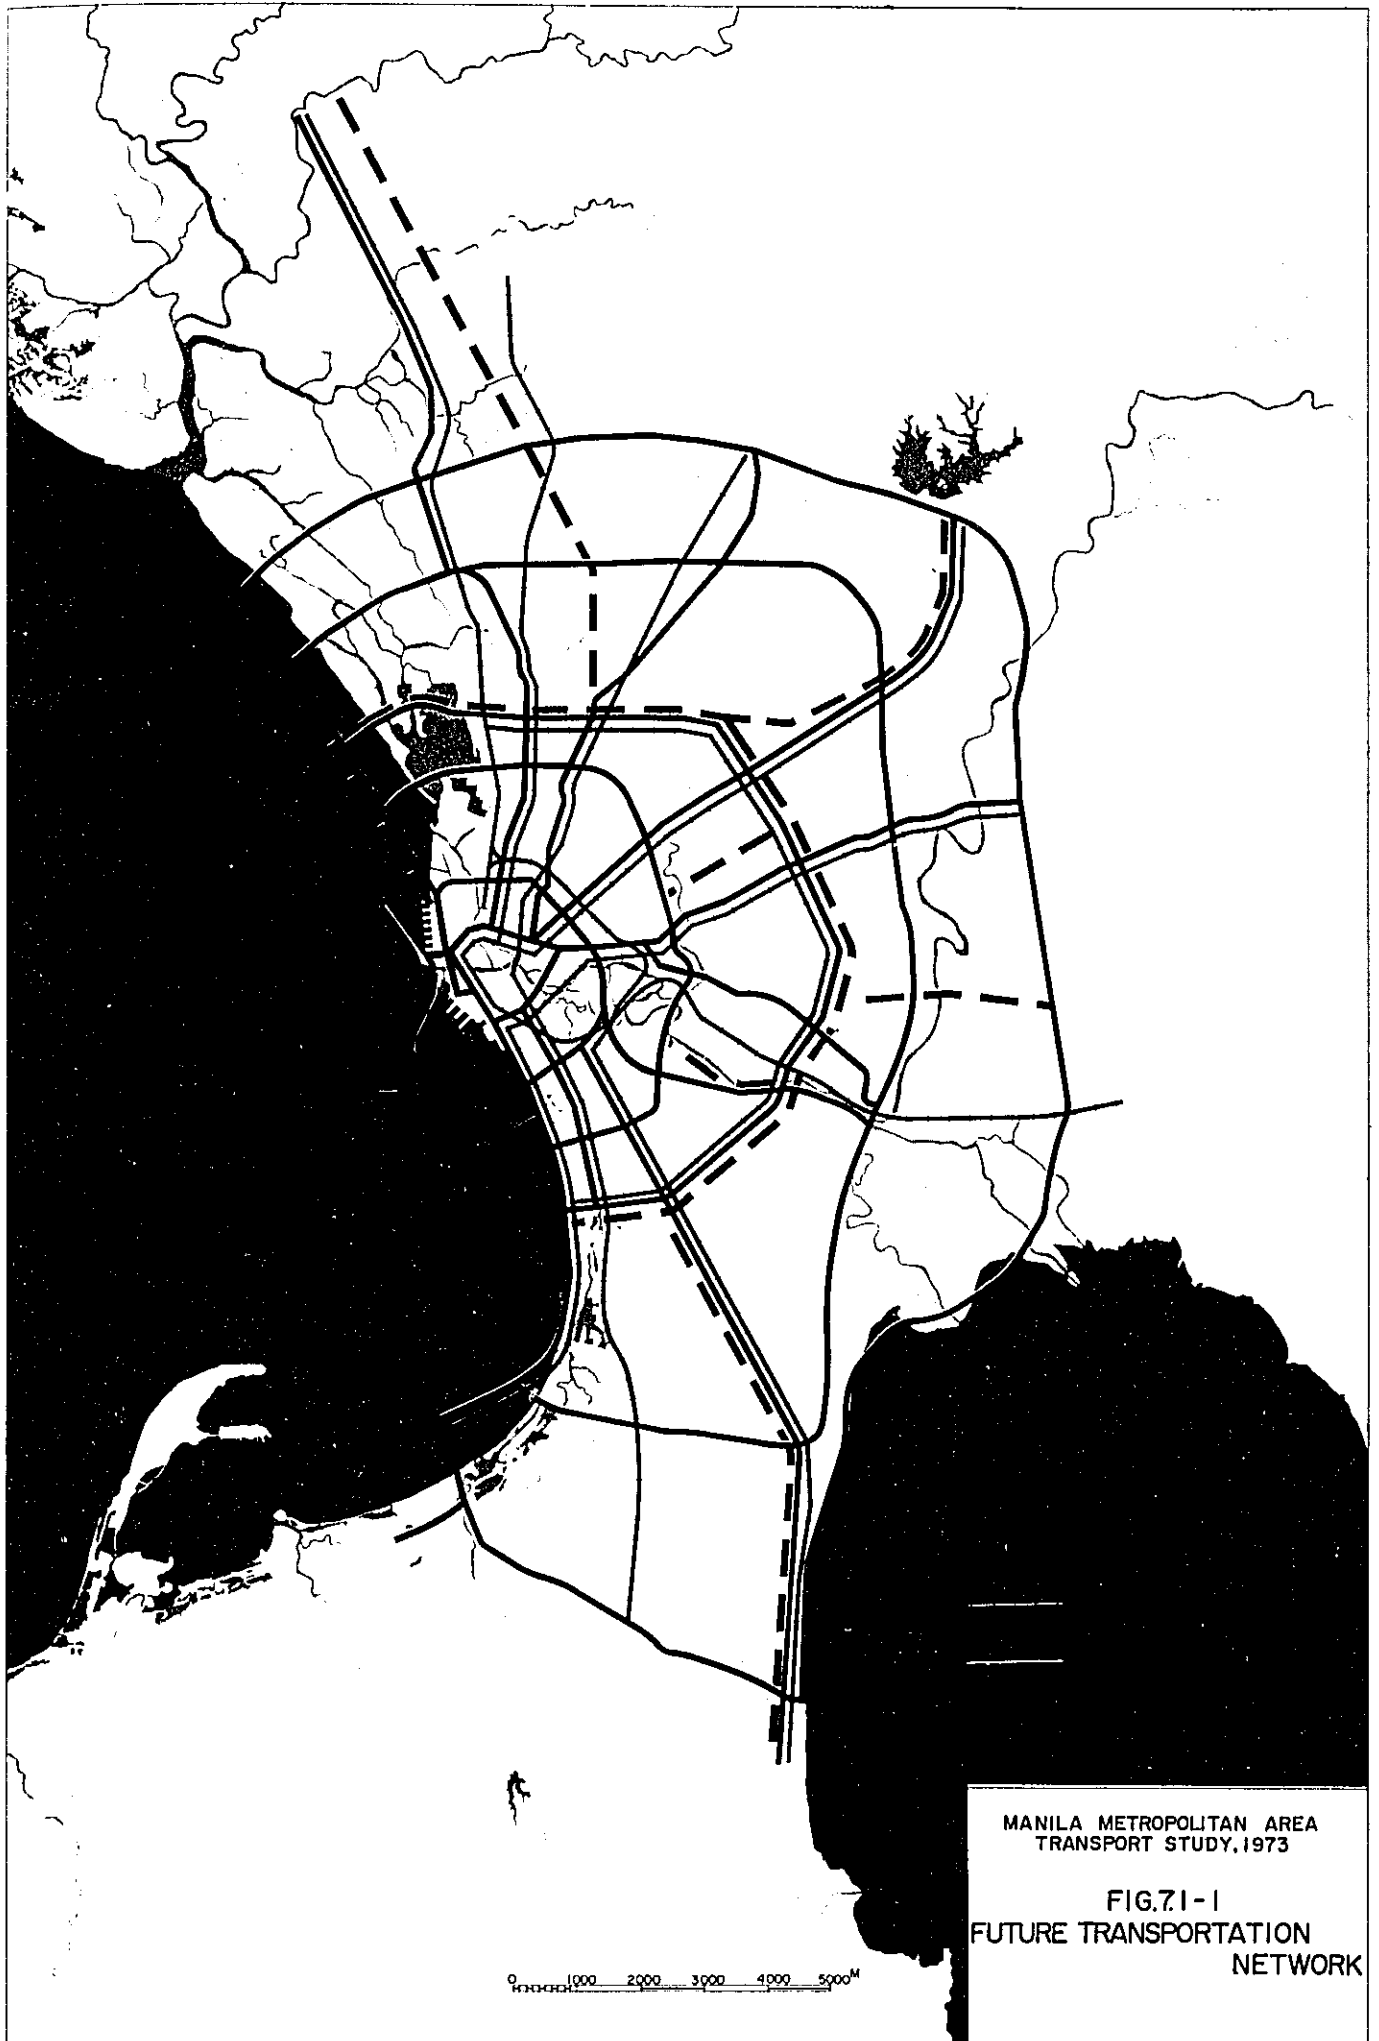 MANILA METROPOLITAN AREA
TRANSPORT STUDY, 1973
FIG.7.1-1
FUTURE TRANSPORTATION
NETWORK
0 1000 2000 3000 4000 5000M